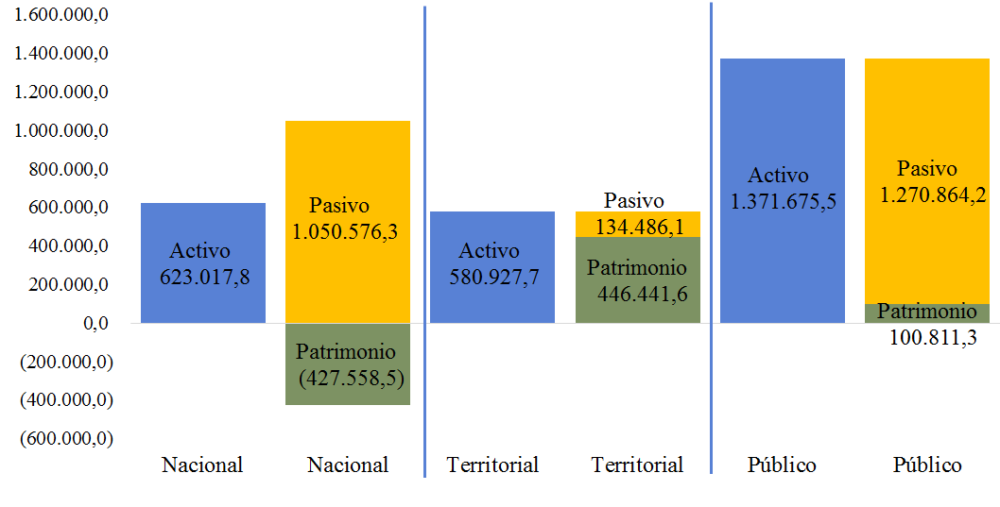 1.600.000,0
1.400.000,0
1.200.000,0
1.000.000,0
800.000,0
600.000,0
400.000,0
200.000,0
0,0
(200.000,0)
(400.000,0)
(600.000,0)
Activo
623.017,8
Pasivo
1.050.576,3
Patrimonio
(427.558,5)
Activo
580.927,7
Pasivo
134.486,1
Patrimonio
446.441,6
Activo
1.371.675,5
Pasivo
1.270.864,2
Patrimonio
100.811,3
Nacional
Nacional
Territorial
Territorial
Público
Público